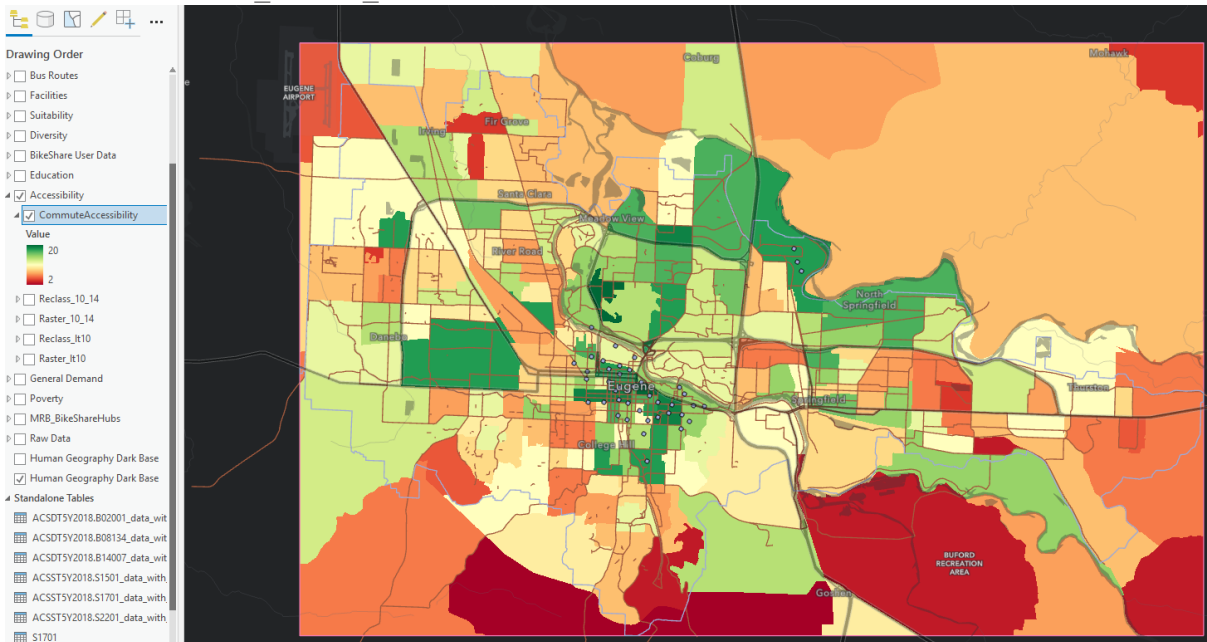 Drawing Order
Bus Routes
Facilities
Suitability
Diversity
BikeShare User Data
Education
Accessibility
CommuteAccessibility
Value
20
2
Reclass_10_14
Raster_10_14
Reclass_lt10
Raster_lt10
General Demand
Poverty
MRB_BikeShareHubs
Raw Data
Human Geography Dark Base
Human Geography Dark Base
Standalone Tables
ACSDT5Y2018.B02001_data_wit
ACSDT5Y2018.B08134_data_wit
ACSDT5Y2018.B14007_data_wit
ACSST5Y2018.S1501_data_with_
ACSST5Y2018.S1701_data_with_
ACSST5Y2018.S2201_data_with_
S1701
Coburg
Mohawk
EUGENE
AIRPORT
Fir Grove
Irving
Santa Clara
Meadow View
River Road
North
Springfield
Danebo
Eugene
Thurston
Springfield
College Hill
BUFORD
RECREATION
AREA
Goshen